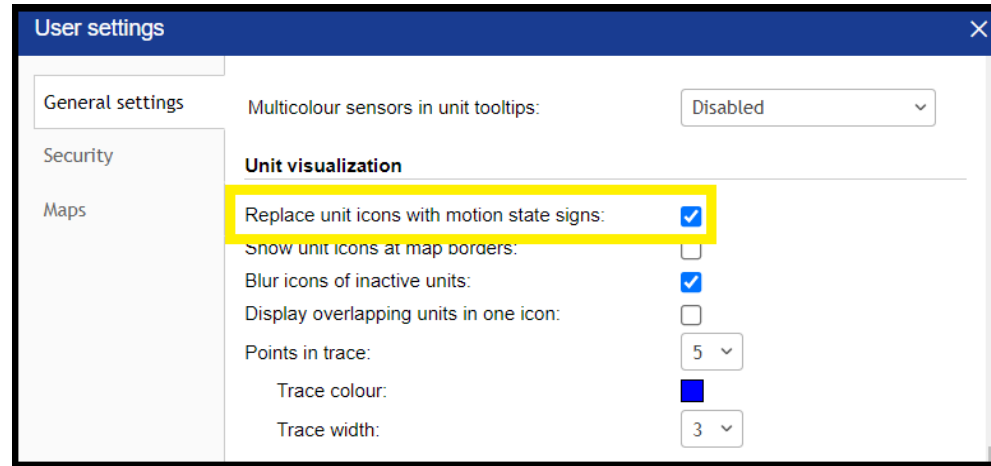 User settings
General settings
Multicolour sensors in unit tooltips: Disabled
Security
Unit visualization
Maps
Replace unit icons with motion state signs:
Show unit icons at map borders:
Blur icons of inactive units:
Display overlapping units in one icon:
Points in trace: 5
Trace colour:
Trace width: 3